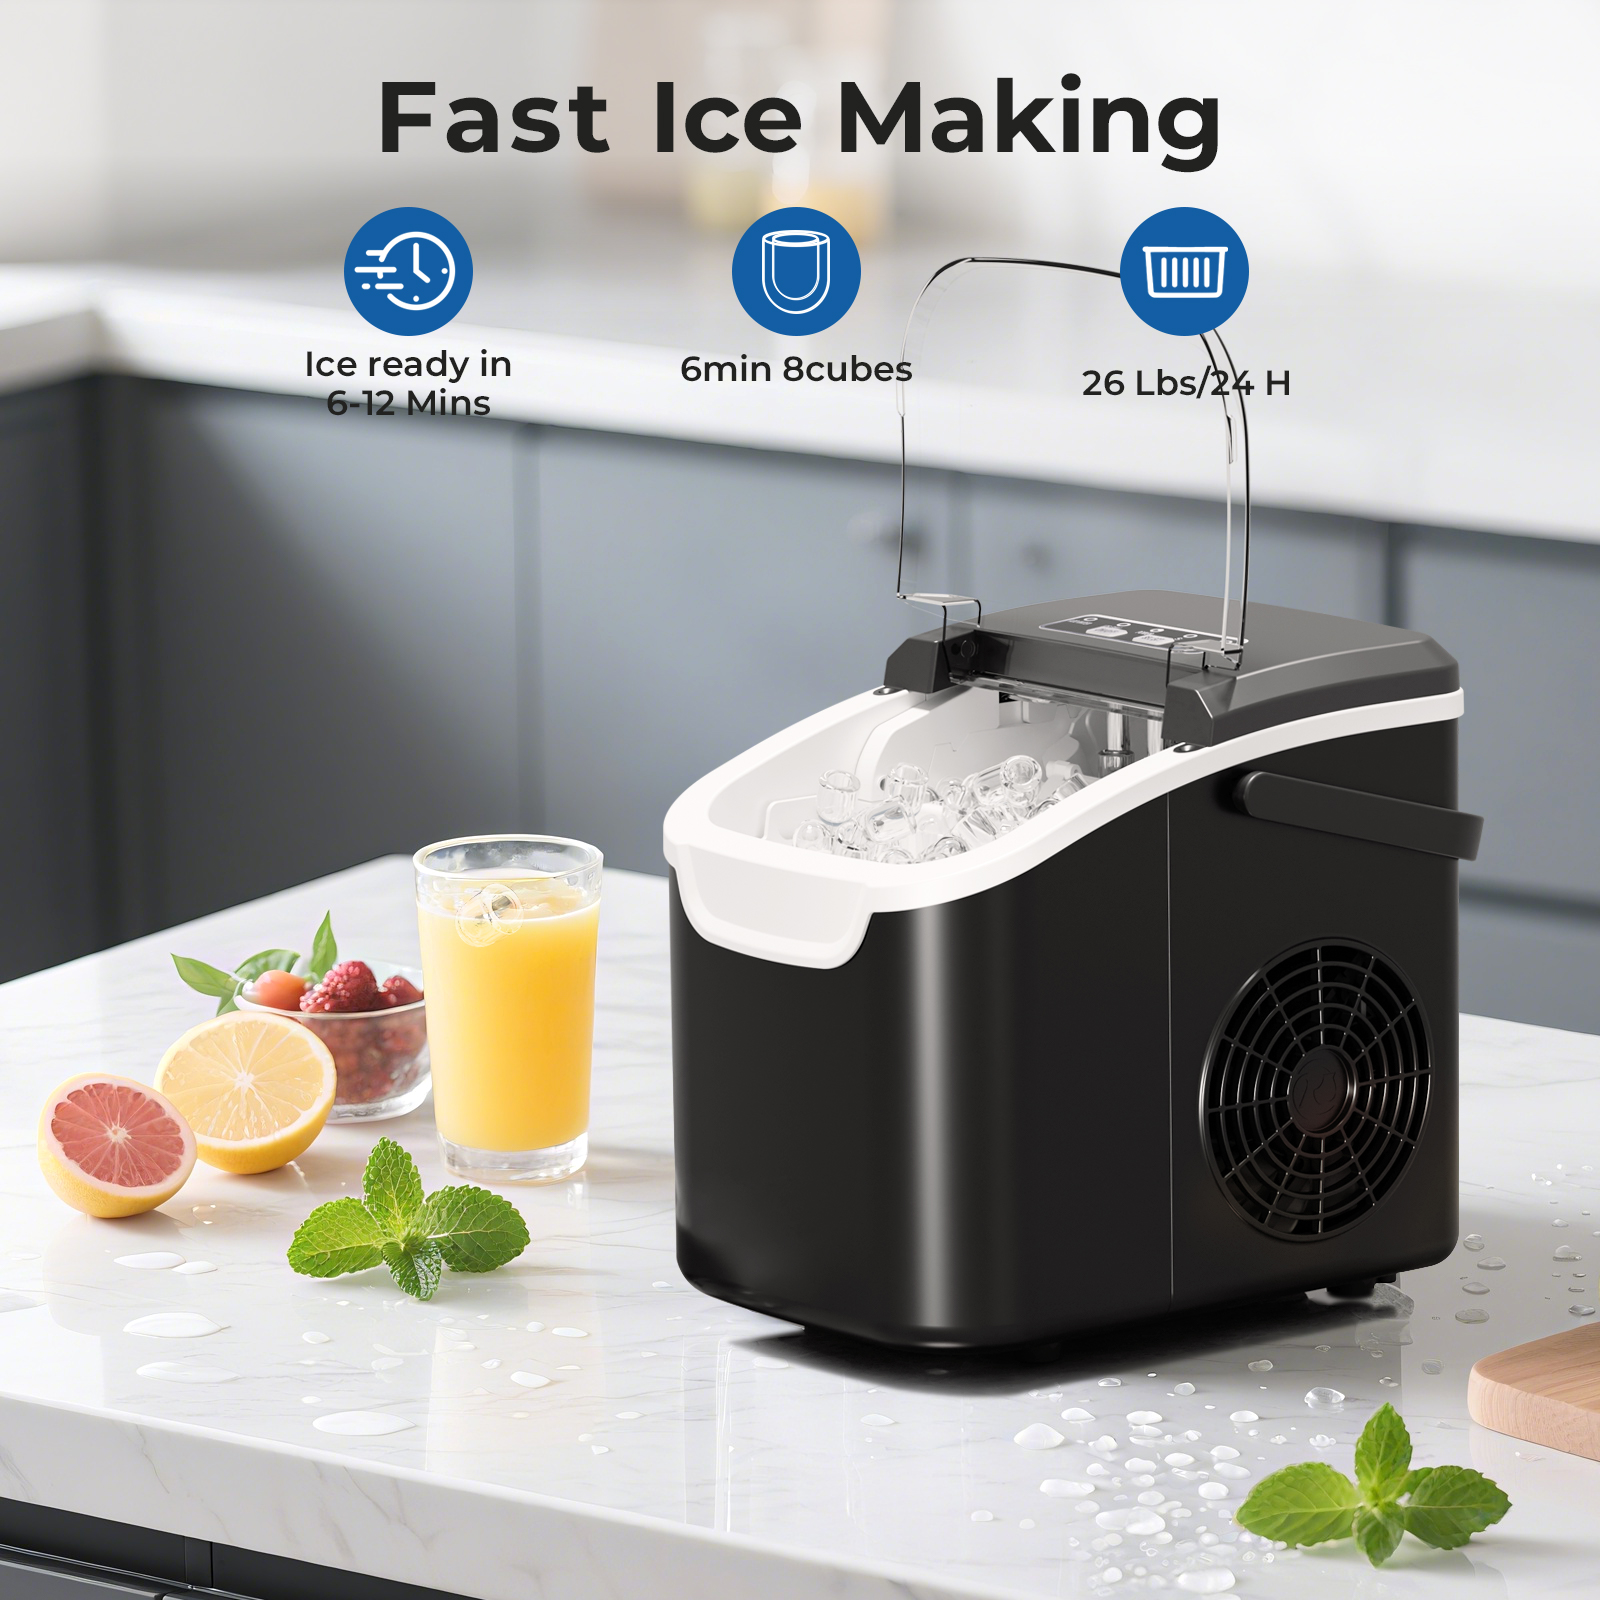 Fast Ice Making
Ice ready in
6-12 Mins
6min 8cubes
26 Lbs/24 H